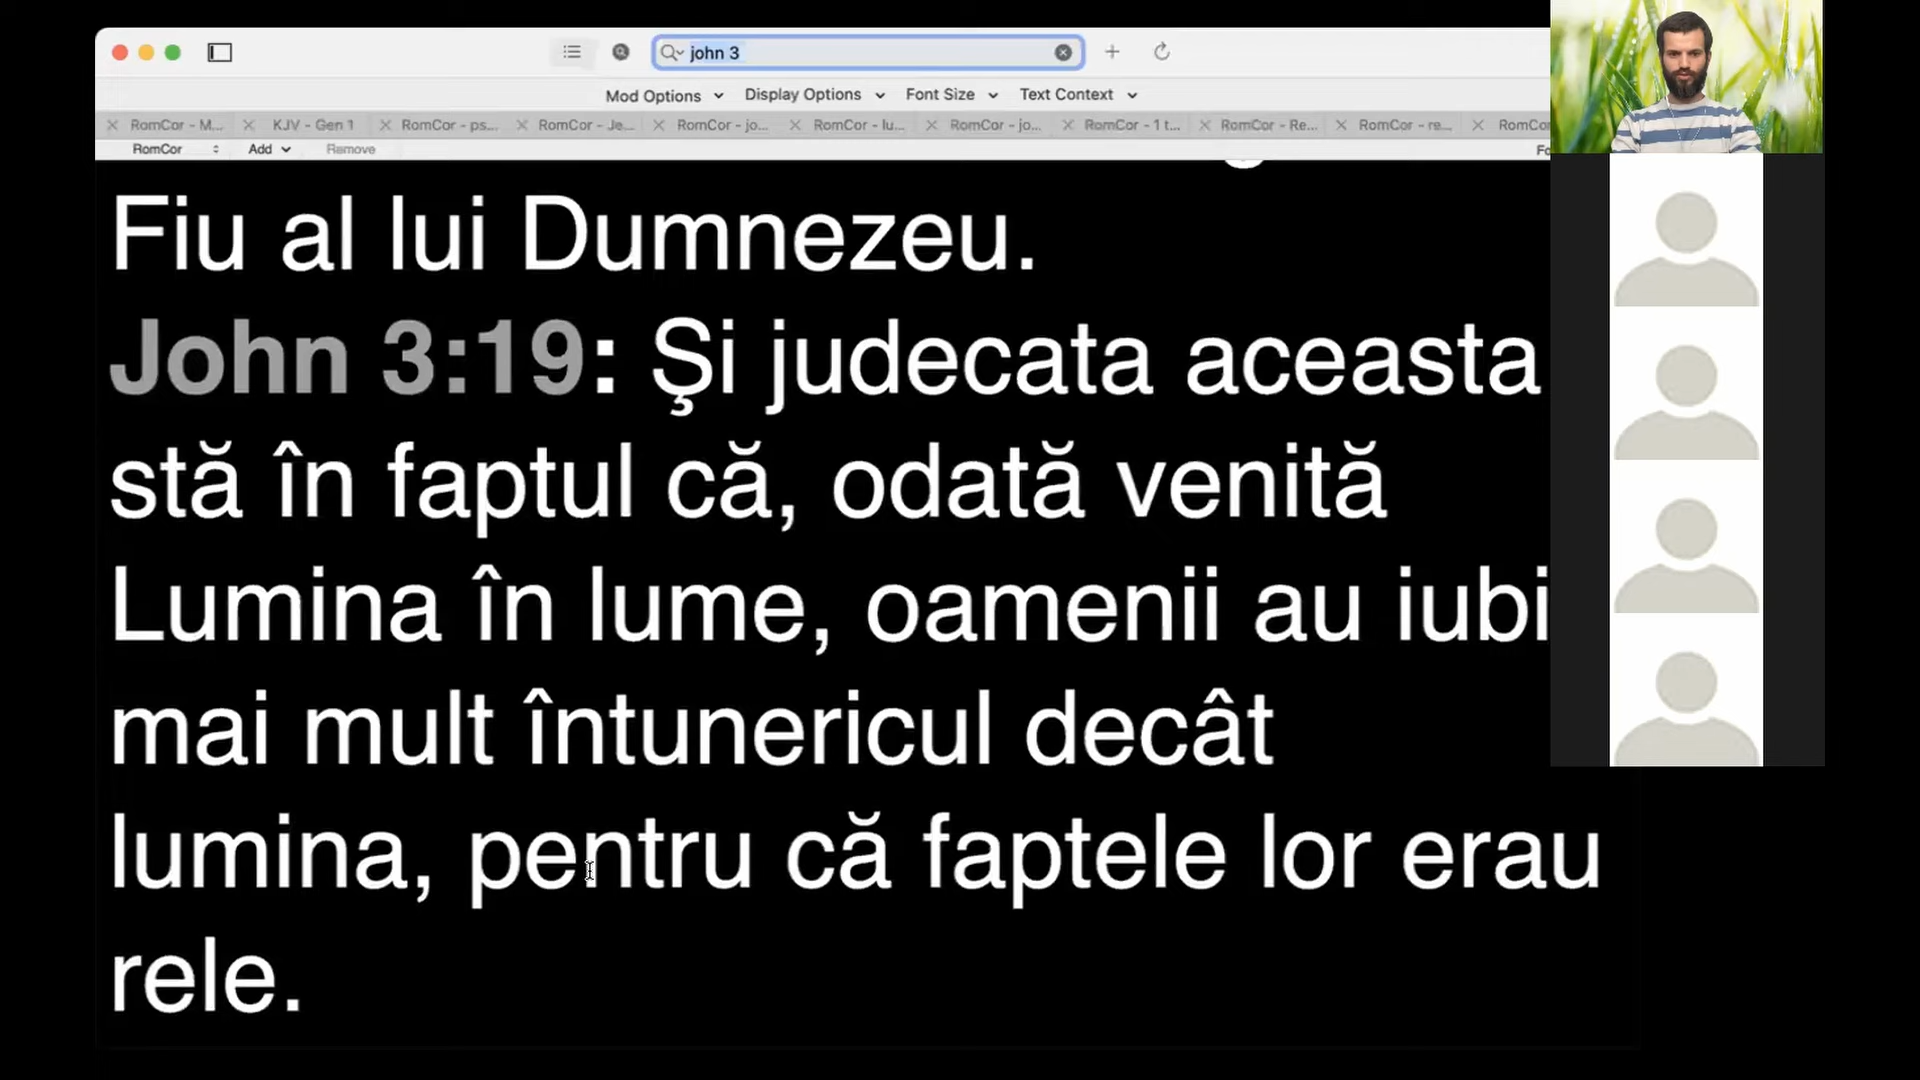 john 3
Mod Options Display Options Font Size Text Context
RomCor - M... KJV - Gen 1 RomCor - ps... RomCor - Je... RomCor - jo... RomCor - lu... RomCor - jo... RomCor - 1 t... RomCor - Re... RomCor - re... RomCo
RomCor Add Remove Fo
Fiu al lui Dumnezeu.
John 3:19: Şi judecata aceasta
stă în faptul că, odată venită
Lumina în lume, oamenii au iubi
mai mult întunericul decât
lumina, pentru că faptele lor erau
rele.